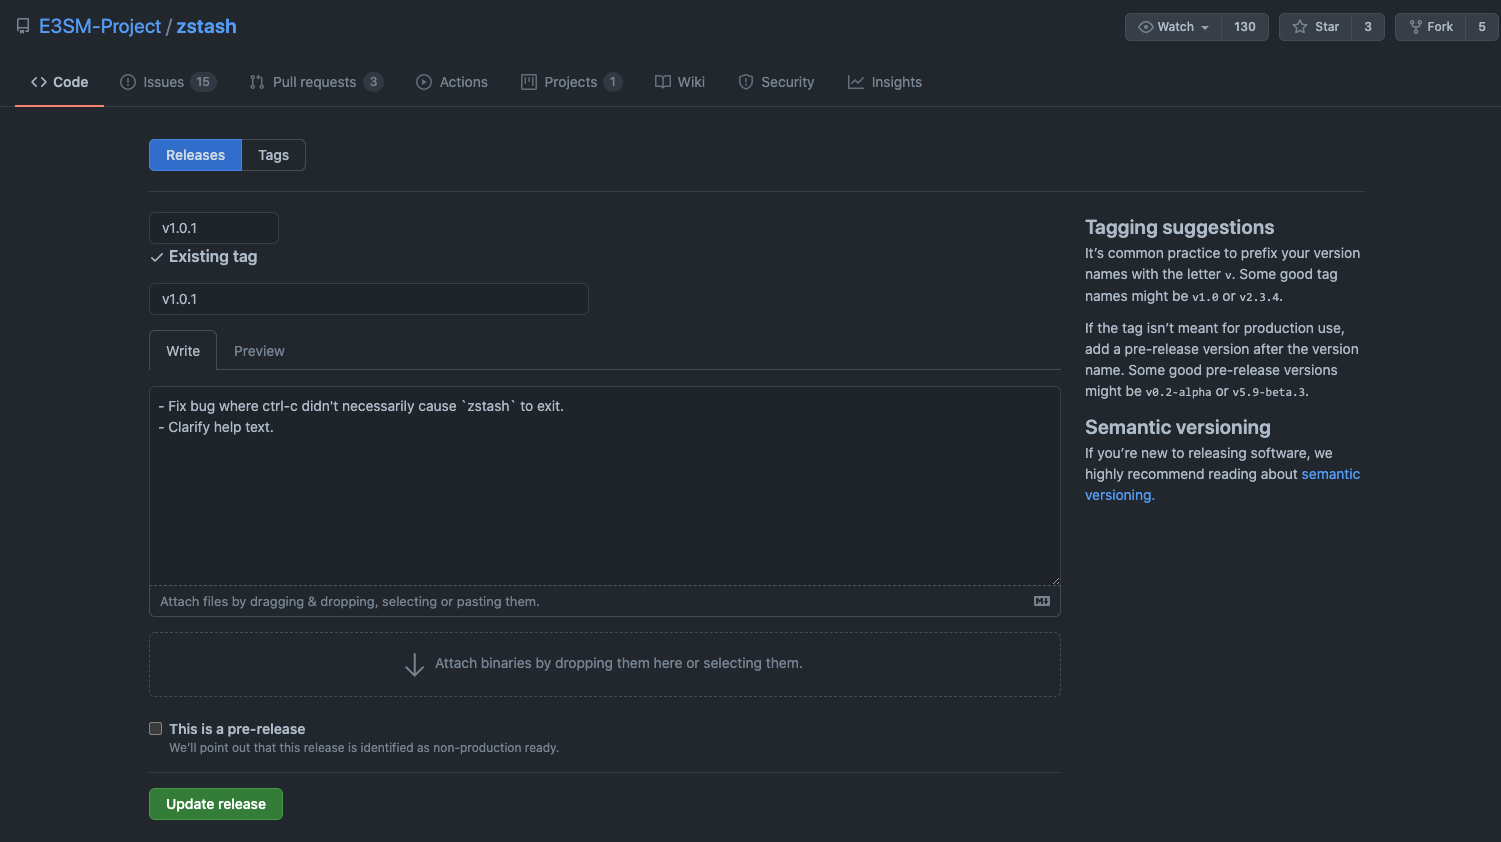 E3SM-Project / zstash
Watch 130 Star 3 Fork 5
Code Issues 15 Pull requests 3 Actions Projects 1 Wiki Security Insights
Releases Tags
v1.0.1
Existing tag
v1.0.1
Write Preview
- Fix bug where ctrl-c didn't necessarily cause `zstash` to exit.
- Clarify help text.
Attach files by dragging & dropping, selecting or pasting them.
Attach binaries by dropping them here or selecting them.
This is a pre-release
We'll point out that this release is identified as non-production ready.
Update release
Tagging suggestions
It's common practice to prefix your version
names with the letter v. Some good tag
names might be v1.0 or v2.3.4.
If the tag isn't meant for production use,
add a pre-release version after the version
name. Some good pre-release versions
might be v0.2-alpha or v5.9-beta.3.
Semantic versioning
If you're new to releasing software, we
highly recommend reading about semantic
versioning.